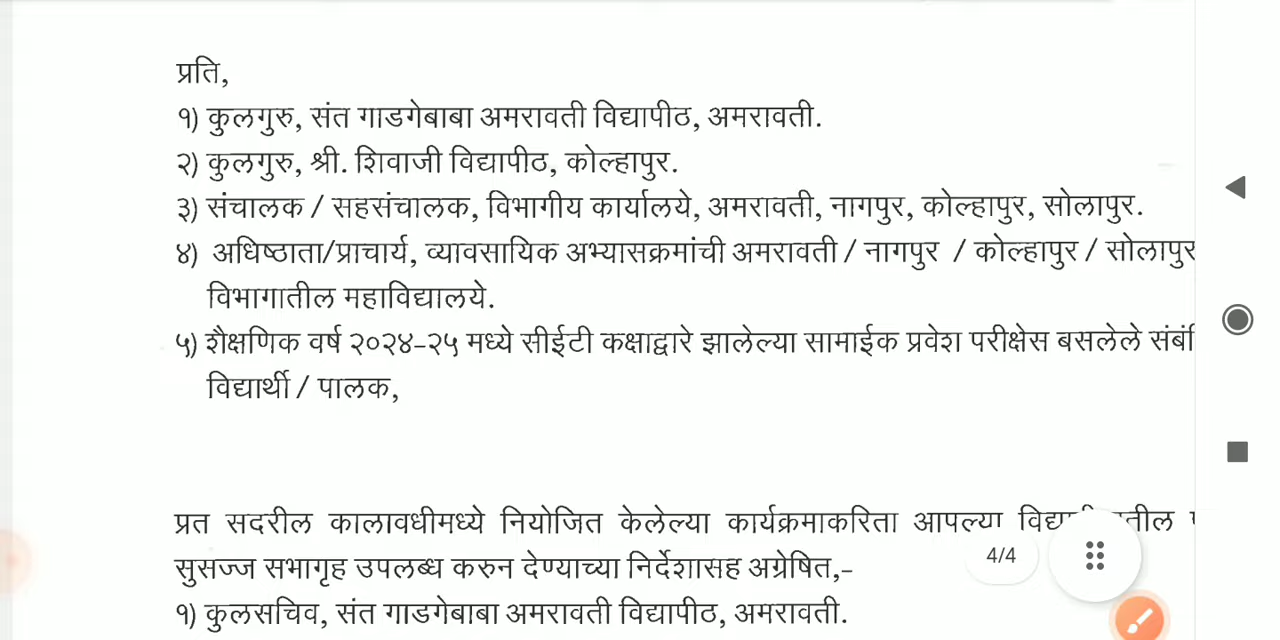 प्रति,
१) कुलगुरु, संत गाडगेबाबा अमरावती विद्यापीठ, अमरावती.
२) कुलगुरु, श्री. शिवाजी विद्यापीठ, कोल्हापुर.
३) संचालक / सहसंचालक, विभागीय कार्यालये, अमरावती, नागपुर, कोल्हापुर, सोलापुर.
४) अधिष्ठाता/प्राचार्य, व्यावसायिक अभ्यासक्रमांची अमरावती / नागपुर / कोल्हापुर / सोलापुर
विभागातील महाविद्यालये.
५) शैक्षणिक वर्ष २०२४-२५ मध्ये सीईटी कक्षाद्वारे झालेल्या सामाईक प्रवेश परीक्षेस बसलेले
विद्यार्थी / पालक,
प्रत सदरील कालावधीमध्ये नियोजित केलेल्या कार्यक्रमाकरिता आपल्या
4/4
सुसज्ज सभागृह उपलब्ध करुन देण्याच्या निर्देशासह अग्रेषित,-
१) कुलसचिव, संत गाडगेबाबा अमरावती विद्यापीठ, अमरावती.